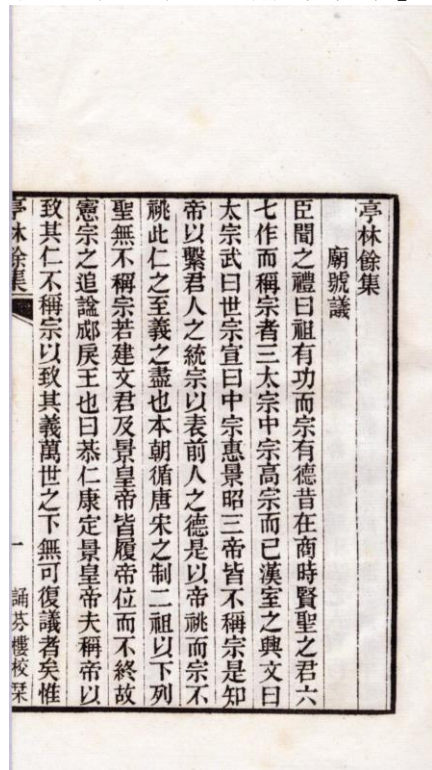 亭林餘集
廟號議
臣聞之禮曰祖有功而宗有德昔在商時賢聖之君六
七作而稱宗者三太宗中宗高宗而已漢室之興文曰
太宗武曰世宗宣曰中宗惠景昭三帝皆不稱宗是知
帝以繫君人之統宗以表前人之德是以帝祧而宗不
祧此仁之至義之盡也本朝循唐宋之制二祖以下列
聖無不稱宗若建文君及景皇帝皆履帝位而不終故
憲宗之追諡郕戾王也曰恭仁康定景皇帝夫稱帝以
致其仁不稱宗以致其義萬世之下無可復議者矣惟
亭林餘集
一
誦芬樓校栞